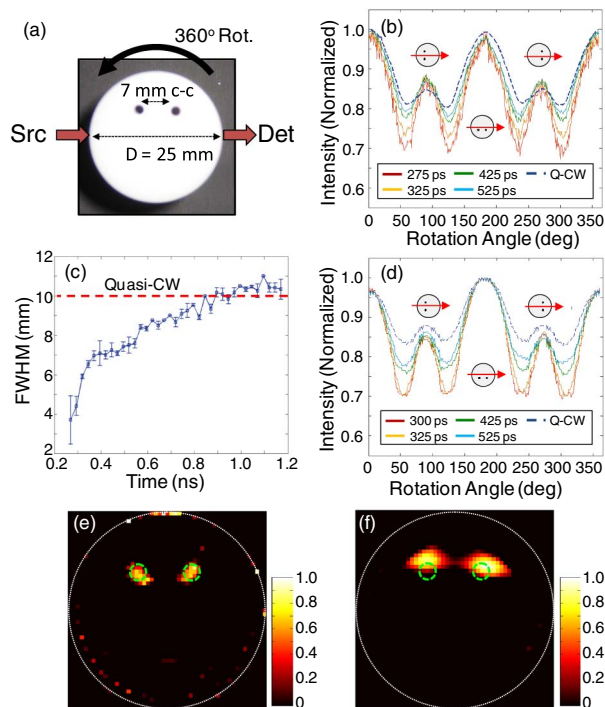 (a)
360° Rot.
7 mm c-c
Src
Det
D = 25 mm
(b)
Intensity (Normalized)
1.0
0.9
0.8
0.7
0.6
275 ps
425 ps
Q-CW
325 ps
525 ps
0 50 100 150 200 250 300 350
Rotation Angle (deg)
(c)
Quasi-CW
FWHM (mm)
12
10
8
6
4
2
0.2 0.4 0.6 0.8 1.0 1.2
Time (ns)
(d)
Intensity (Normalized)
1.0
0.9
0.8
0.7
0.6
300 ps
425 ps
Q-CW
325 ps
525 ps
0 50 100 150 200 250 300 350
Rotation Angle (deg)
(e)
1.0
0.8
0.6
0.4
0.2
0
(f)
1.0
0.8
0.6
0.4
0.2
0